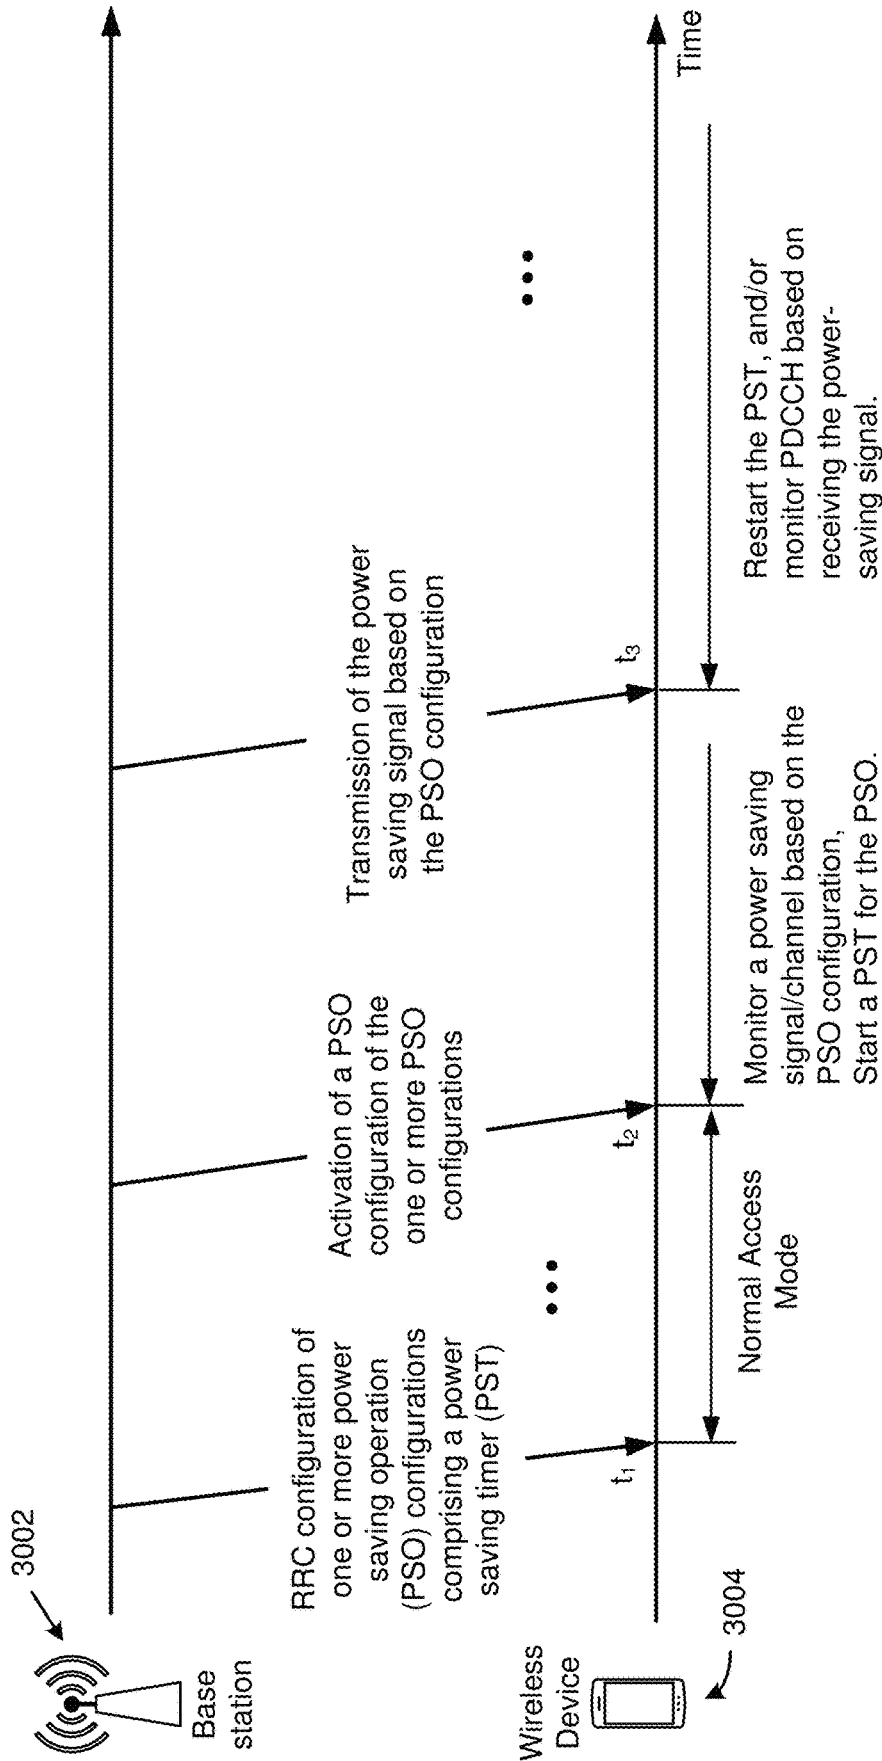 3002
Base
station
RRC configuration of
one or more power
saving operation
(PSO) configurations
comprising a power
saving timer (PST)
Activation of a PSO
configuration of the
one or more PSO
configurations
Transmission of the power
saving signal based on
the PSO configuration
Wireless
Device
3004
t1
t2
t3
Time
Normal Access
Mode
Monitor a power saving
signal/channel based on the
PSO configuration,
Start a PST for the PSO.
Restart the PST, and/or
monitor PDCCH based on
receiving the power-
saving signal.